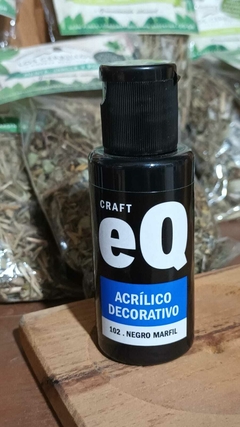 CRAFT
eQ
ACRÍLICO
DECORATIVO
102 . NEGRO MARFIL